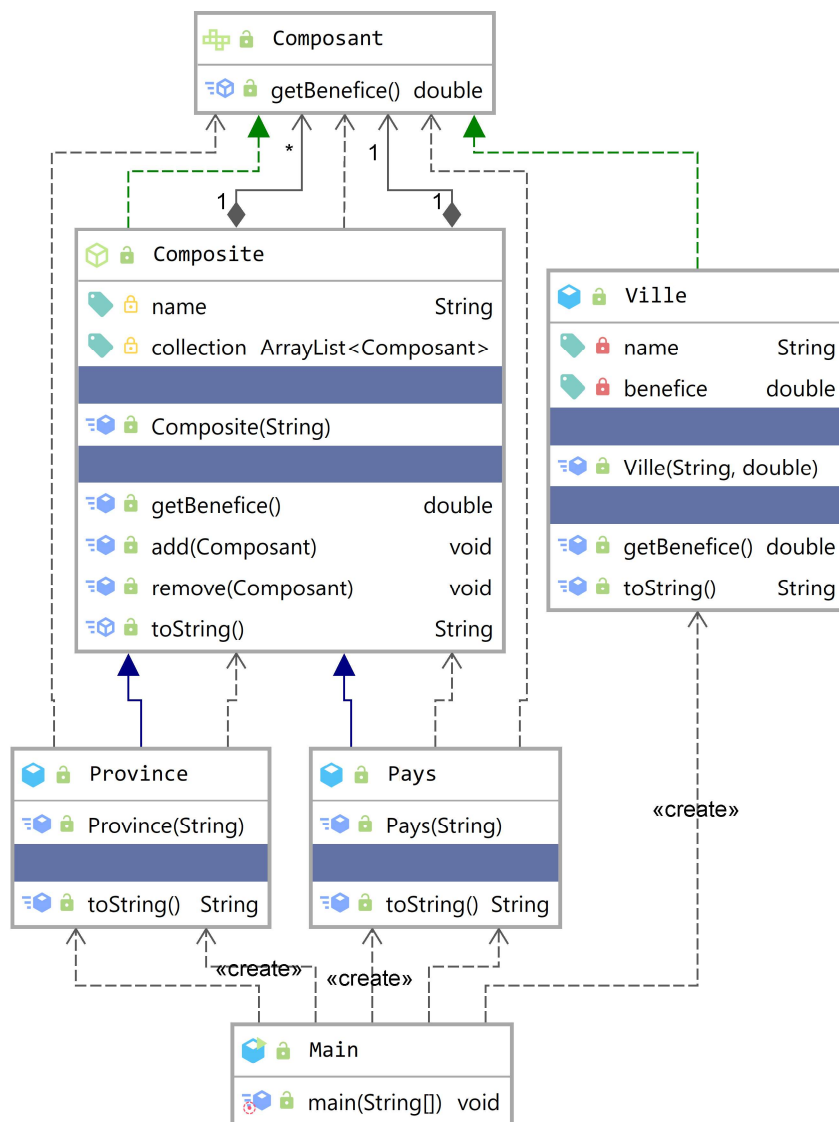 Composant
getBenefice() double
*
1
1
1
Composite
name String
collection ArrayList<Composant>
Composite(String)
getBenefice() double
add(Composant) void
remove(Composant) void
toString() String
Ville
name String
benefice double
Ville(String, double)
getBenefice() double
toString() String
Province
Province(String)
toString() String
Pays
Pays(String)
toString() String
«create»
«create»
«create»
Main
main(String[]) void